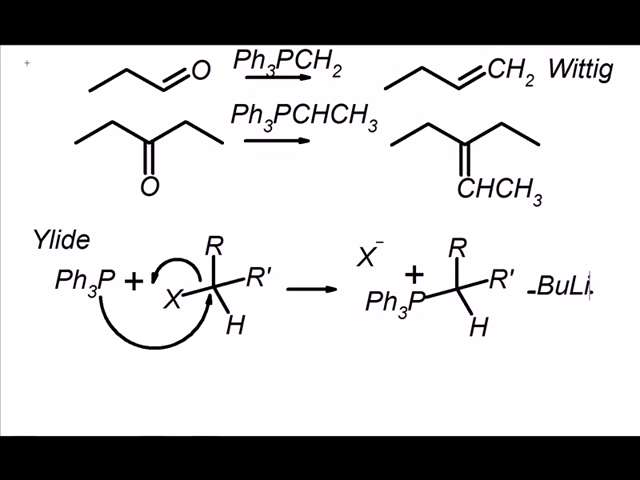 O Ph₃PCH₂ CH₂ Wittig
Ph₃PCHCH₃
O CHCH₃
Ylide
Ph₃P + X R R' H X⁻ + Ph₃P R R' H -BuLi